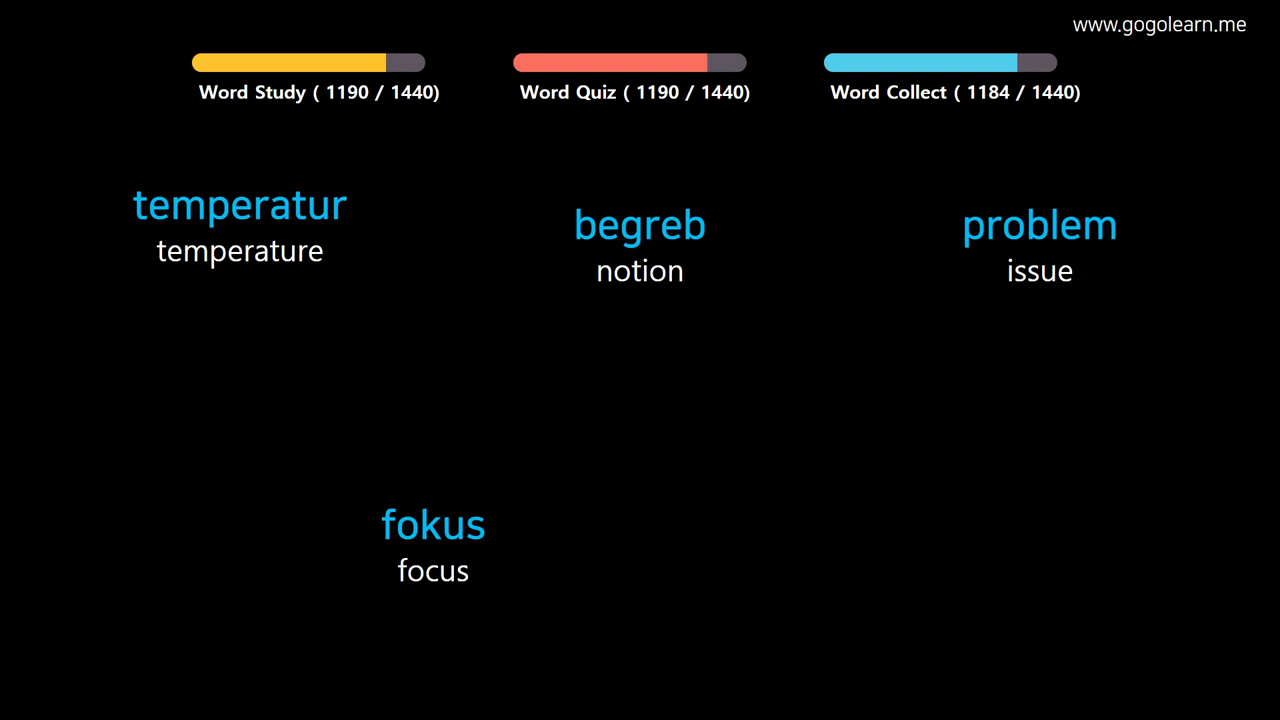 www.gogolearn.me
Word Study ( 1190 / 1440)
Word Quiz ( 1190 / 1440)
Word Collect ( 1184 / 1440)
temperatur
temperature
begreb
notion
problem
issue
fokus
focus